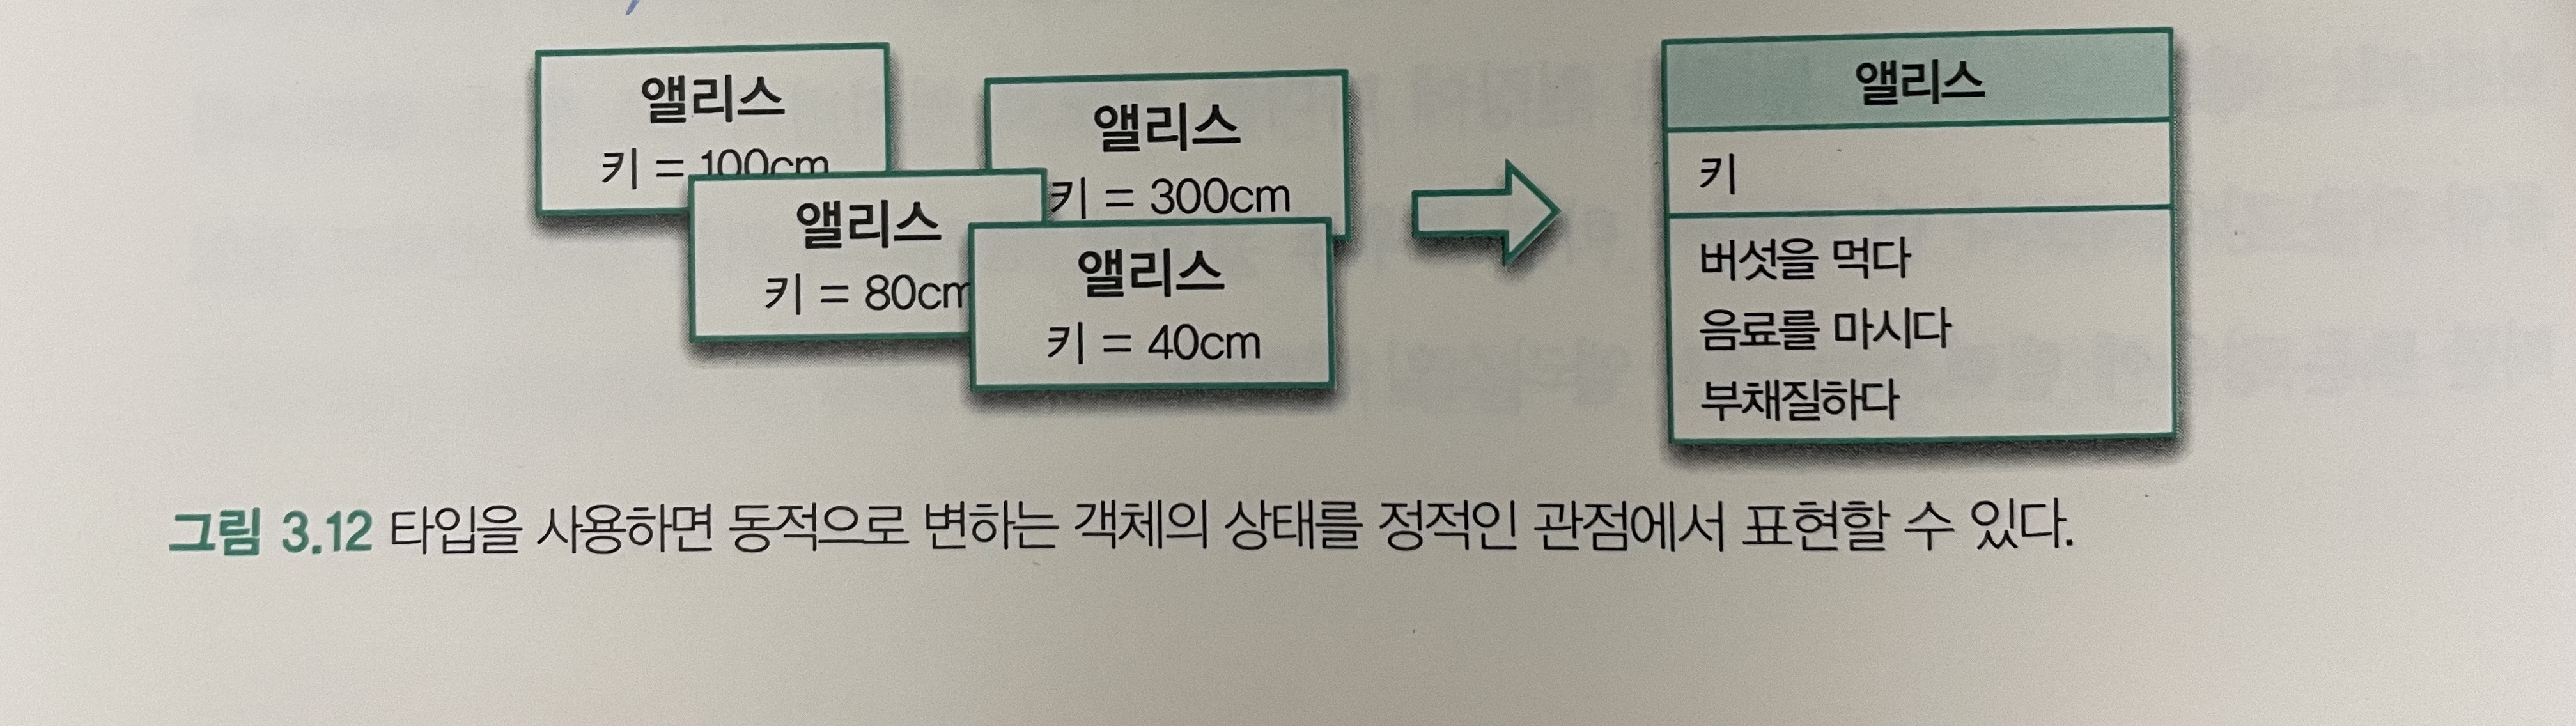 앨리스
키 = 100cm
앨리스
키 = 300cm
앨리스
키 = 80cm
앨리스
키 = 40cm
앨리스
키
버섯을 먹다
음료를 마시다
부채질하다
그림 3.12 타입을 사용하면 동적으로 변하는 객체의 상태를 정적인 관점에서 표현할 수 있다.